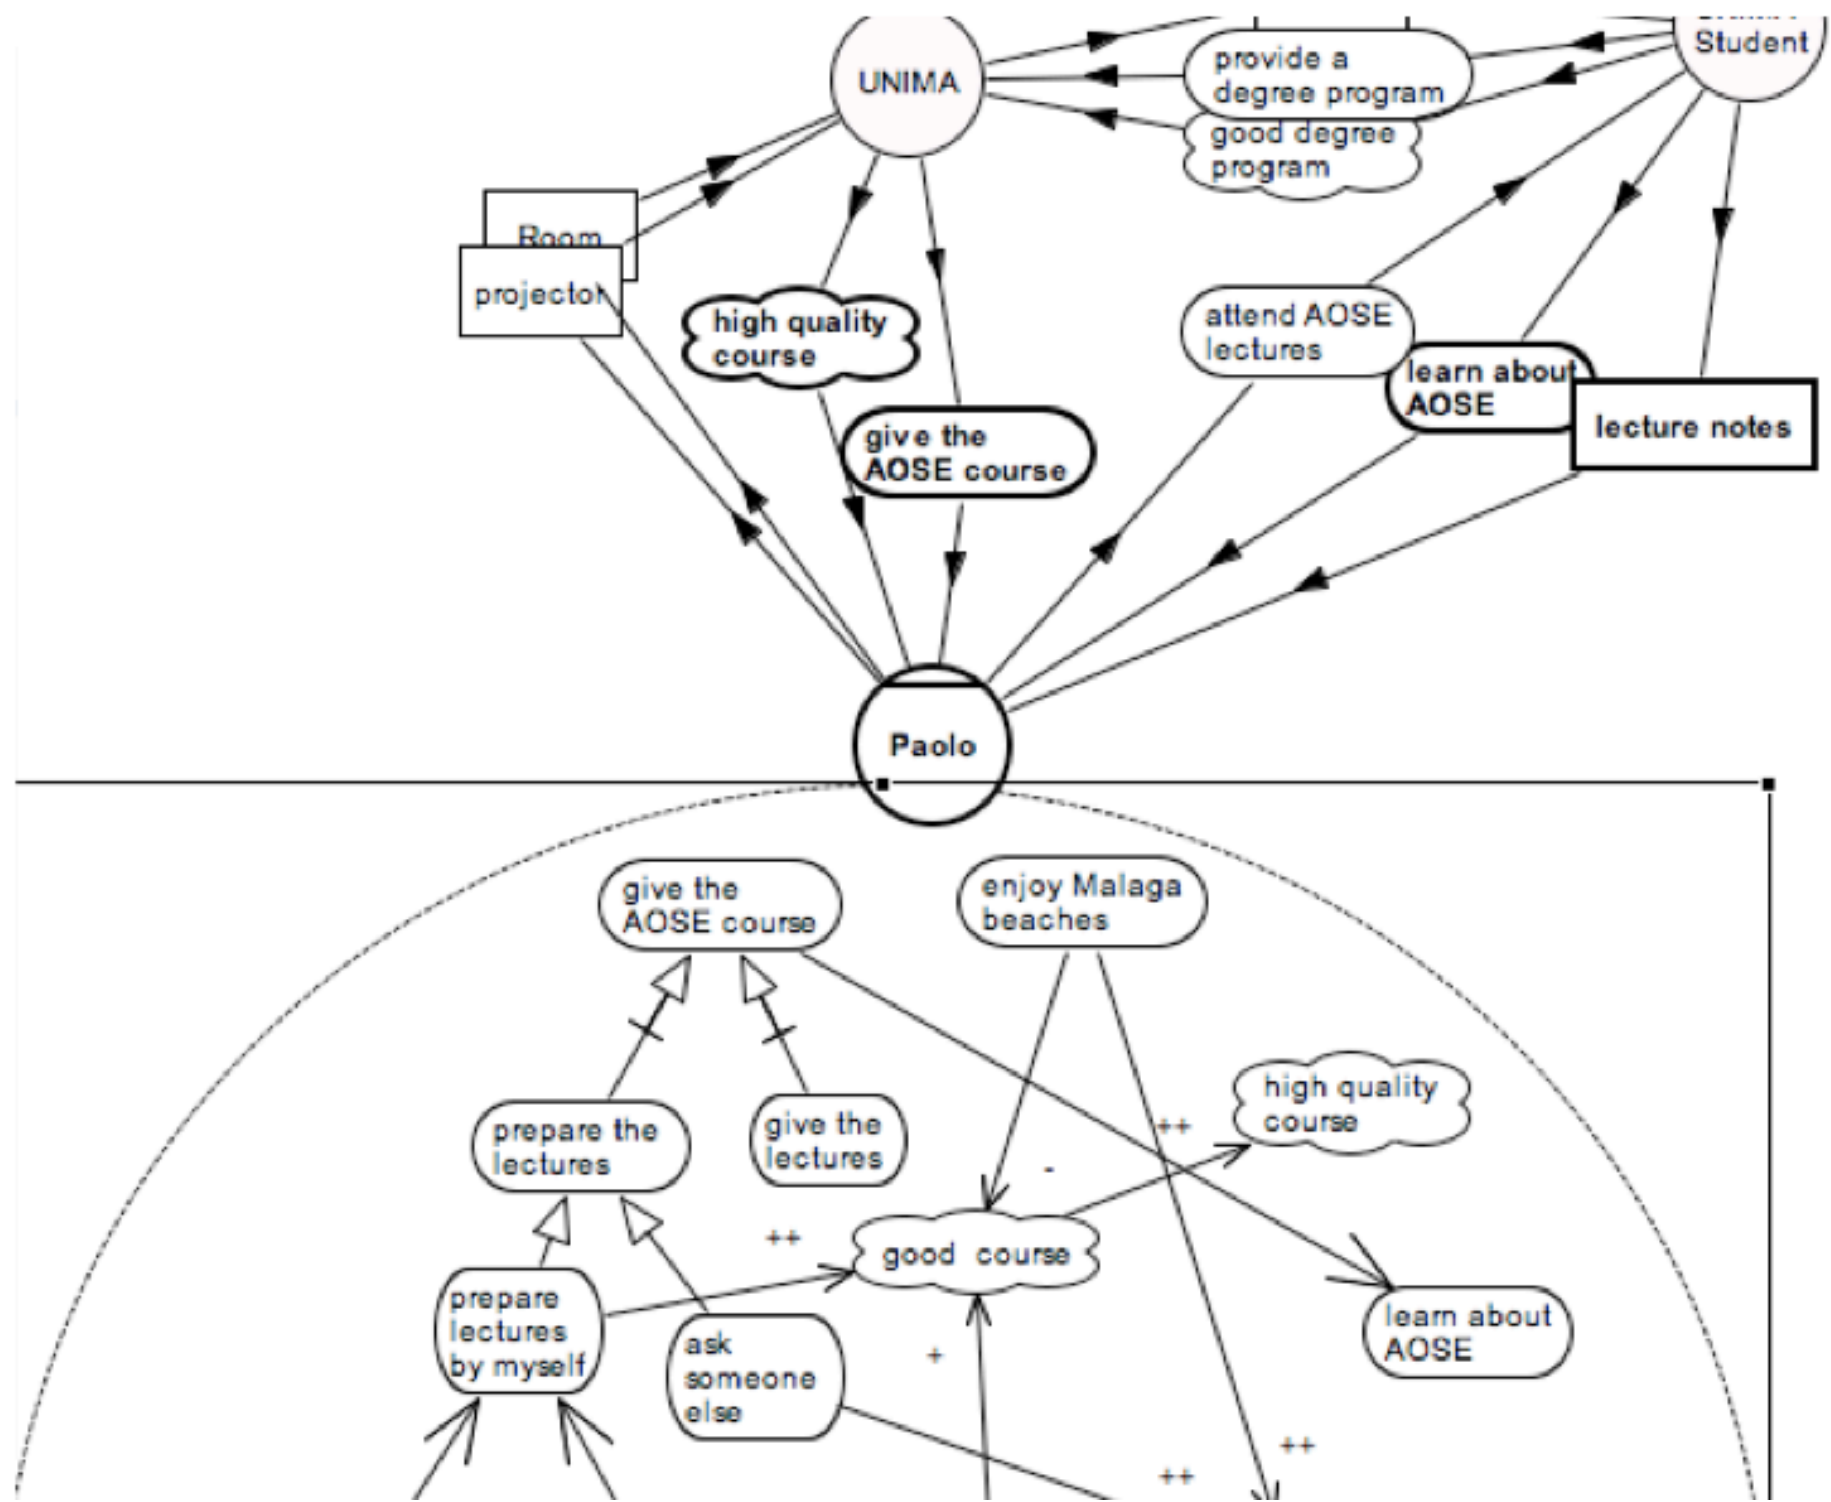 Student
UNIMA
provide a
degree program
good degree
program
Room
projector
high quality
course
attend AOSE
lectures
learn about
AOSE
lecture notes
give the
AOSE course
Paolo
give the
AOSE course
enjoy Malaga
beaches
high quality
course
++
prepare the
lectures
give the
lectures
-
++
good course
prepare
lectures
by myself
ask
someone
else
+
learn about
AOSE
++
++